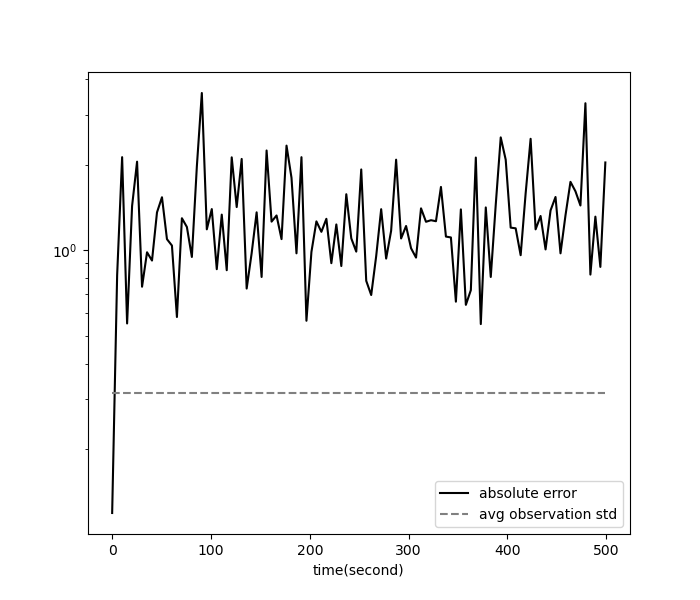 10⁰
0 100 200 300 400 500
time(second)
absolute error
avg observation std